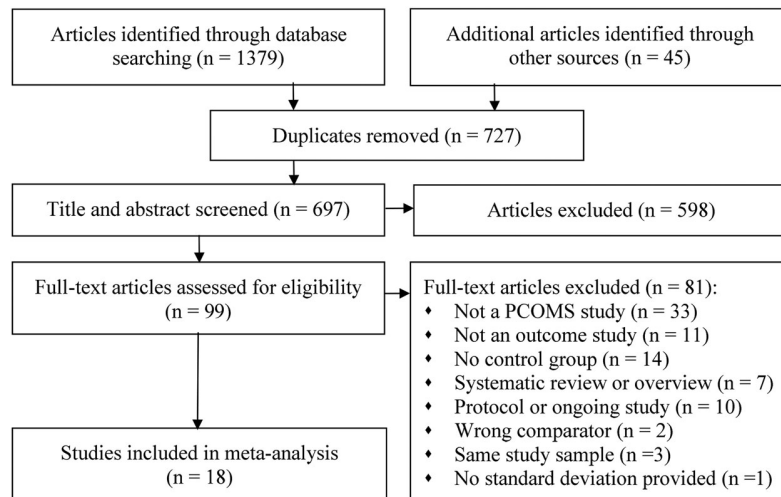 Articles identified through database
searching (n = 1379)
Additional articles identified through
other sources (n = 45)
Duplicates removed (n = 727)
Title and abstract screened (n = 697)
Articles excluded (n = 598)
Full-text articles assessed for eligibility
(n = 99)
Full-text articles excluded (n = 81):
♦ Not a PCOMS study (n = 33)
♦ Not an outcome study (n = 11)
♦ No control group (n = 14)
♦ Systematic review or overview (n = 7)
♦ Protocol or ongoing study (n = 10)
♦ Wrong comparator (n = 2)
♦ Same study sample (n =3)
♦ No standard deviation provided (n =1)
Studies included in meta-analysis
(n = 18)